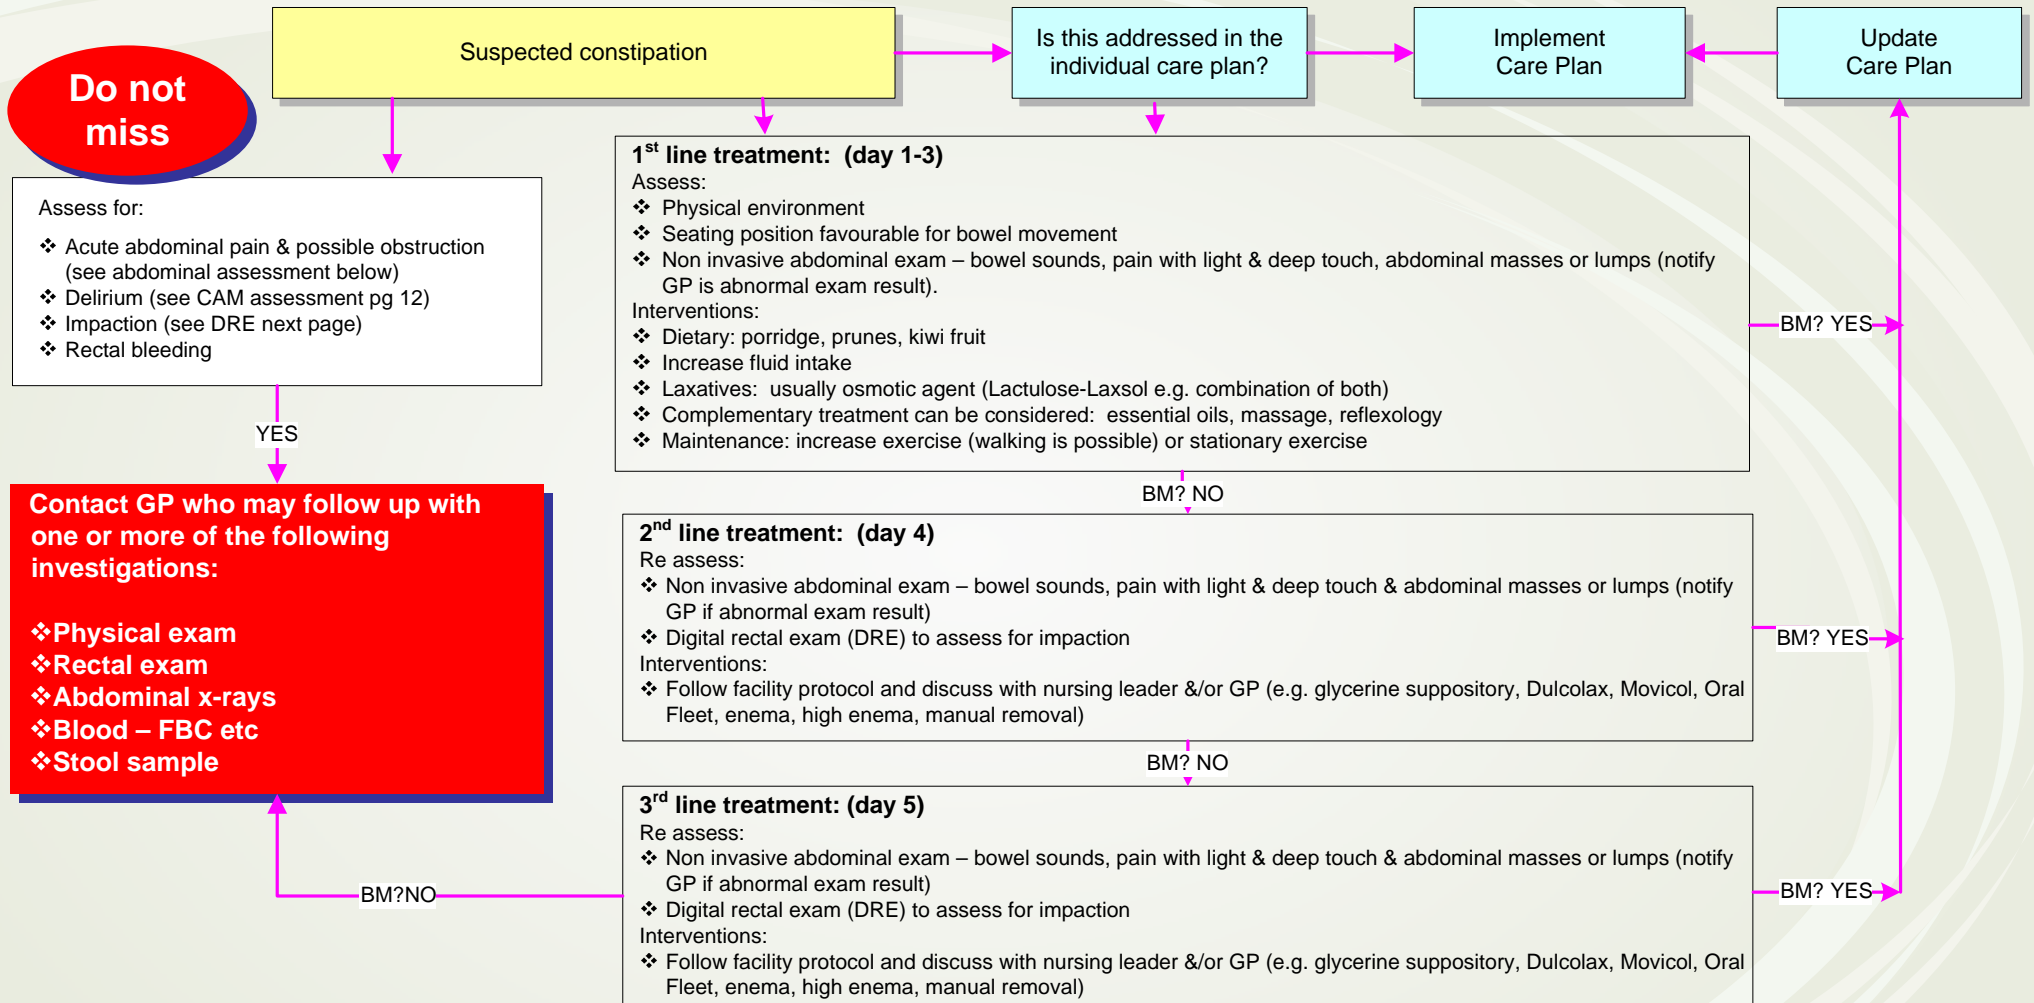 Suspected constipation
Is this addressed in the
individual care plan?
Implement
Care Plan
Update
Care Plan
Do not
miss
Assess for:
❖ Acute abdominal pain & possible obstruction
(see abdominal assessment below)
❖ Delirium (see CAM assessment pg 12)
❖ Impaction (see DRE next page)
❖ Rectal bleeding
YES
Contact GP who may follow up with
one or more of the following
investigations:
❖Physical exam
❖Rectal exam
❖Abdominal x-rays
❖Blood – FBC etc
❖Stool sample
1st line treatment: (day 1-3)
Assess:
❖ Physical environment
❖ Seating position favourable for bowel movement
❖ Non invasive abdominal exam – bowel sounds, pain with light & deep touch, abdominal masses or lumps (notify
GP is abnormal exam result).
Interventions:
❖ Dietary: porridge, prunes, kiwi fruit
❖ Increase fluid intake
❖ Laxatives: usually osmotic agent (Lactulose-Laxsol e.g. combination of both)
❖ Complementary treatment can be considered: essential oils, massage, reflexology
❖ Maintenance: increase exercise (walking is possible) or stationary exercise
BM? YES
BM? NO
2nd line treatment: (day 4)
Re assess:
❖ Non invasive abdominal exam – bowel sounds, pain with light & deep touch & abdominal masses or lumps (notify
GP if abnormal exam result)
❖ Digital rectal exam (DRE) to assess for impaction
Interventions:
❖ Follow facility protocol and discuss with nursing leader &/or GP (e.g. glycerine suppository, Dulcolax, Movicol, Oral
Fleet, enema, high enema, manual removal)
BM? YES
BM? NO
3rd line treatment: (day 5)
Re assess:
❖ Non invasive abdominal exam – bowel sounds, pain with light & deep touch & abdominal masses or lumps (notify
GP if abnormal exam result)
❖ Digital rectal exam (DRE) to assess for impaction
Interventions:
❖ Follow facility protocol and discuss with nursing leader &/or GP (e.g. glycerine suppository, Dulcolax, Movicol, Oral
Fleet, enema, high enema, manual removal)
BM? YES
BM?NO